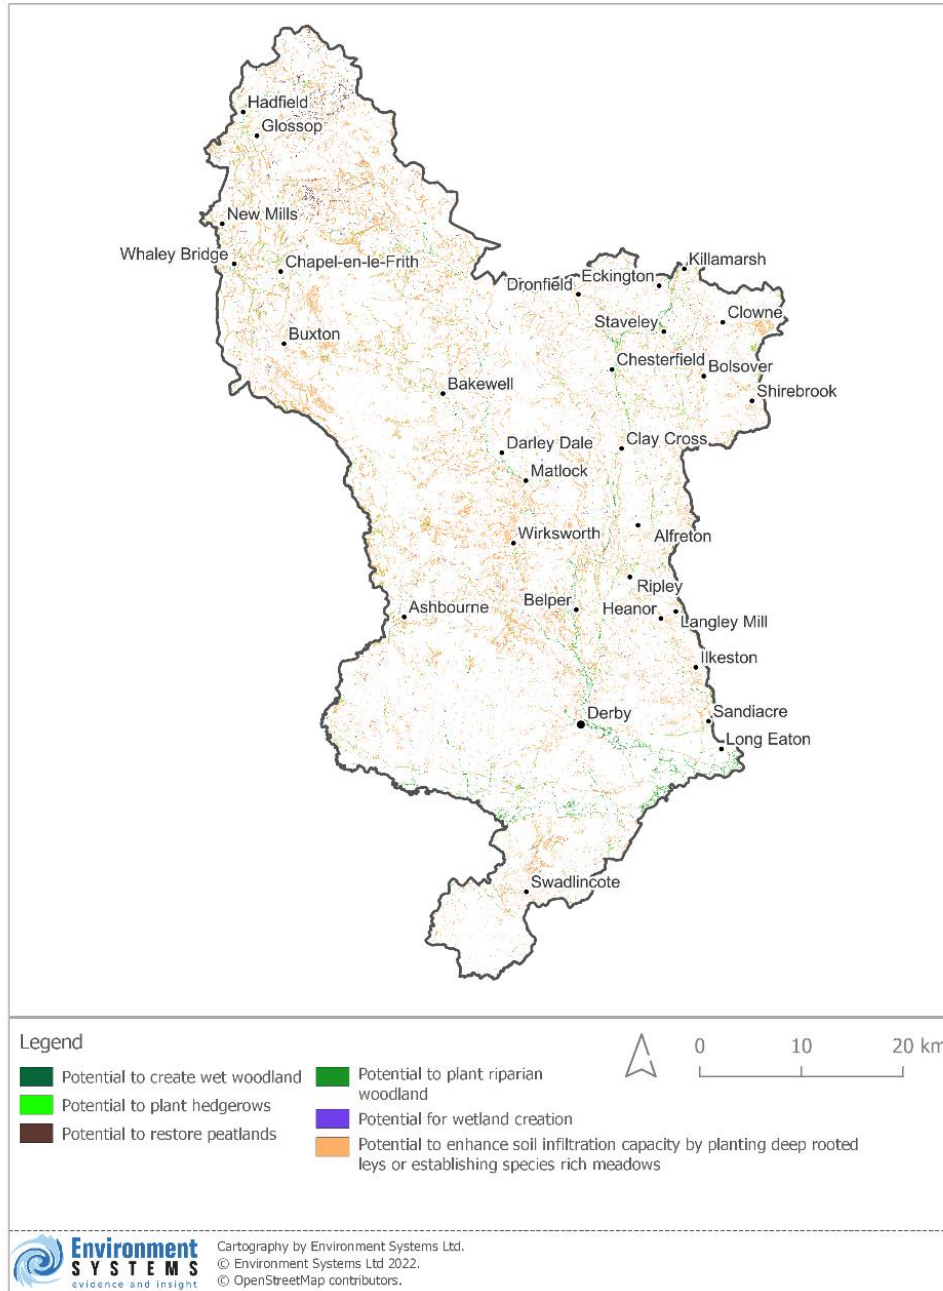 Hadfield
Glossop
New Mills
Whaley Bridge
Chapel-en-le-Frith
Killamarsh
Eckington
Dronfield
Clowne
Staveley
Buxton
Chesterfield
Bolsover
Bakewell
Shirebrook
Darley Dale
Clay Cross
Matlock
Wirksworth
Alfreton
Ripley
Belper
Heanor
Ashbourne
Langley Mill
Ilkeston
Derby
Sandiacre
Long Eaton
Swadlincote
Legend
0 10 20 km
Potential to create wet woodland
Potential to plant hedgerows
Potential to restore peatlands
Potential to plant riparian
woodland
Potential for wetland creation
Potential to enhance soil infiltration capacity by planting deep rooted
leys or establishing species rich meadows
Environment
SYSTEMS
evidence and insight
Cartography by Environment Systems Ltd.
© Environment Systems Ltd 2022.
© OpenStreetMap contributors.